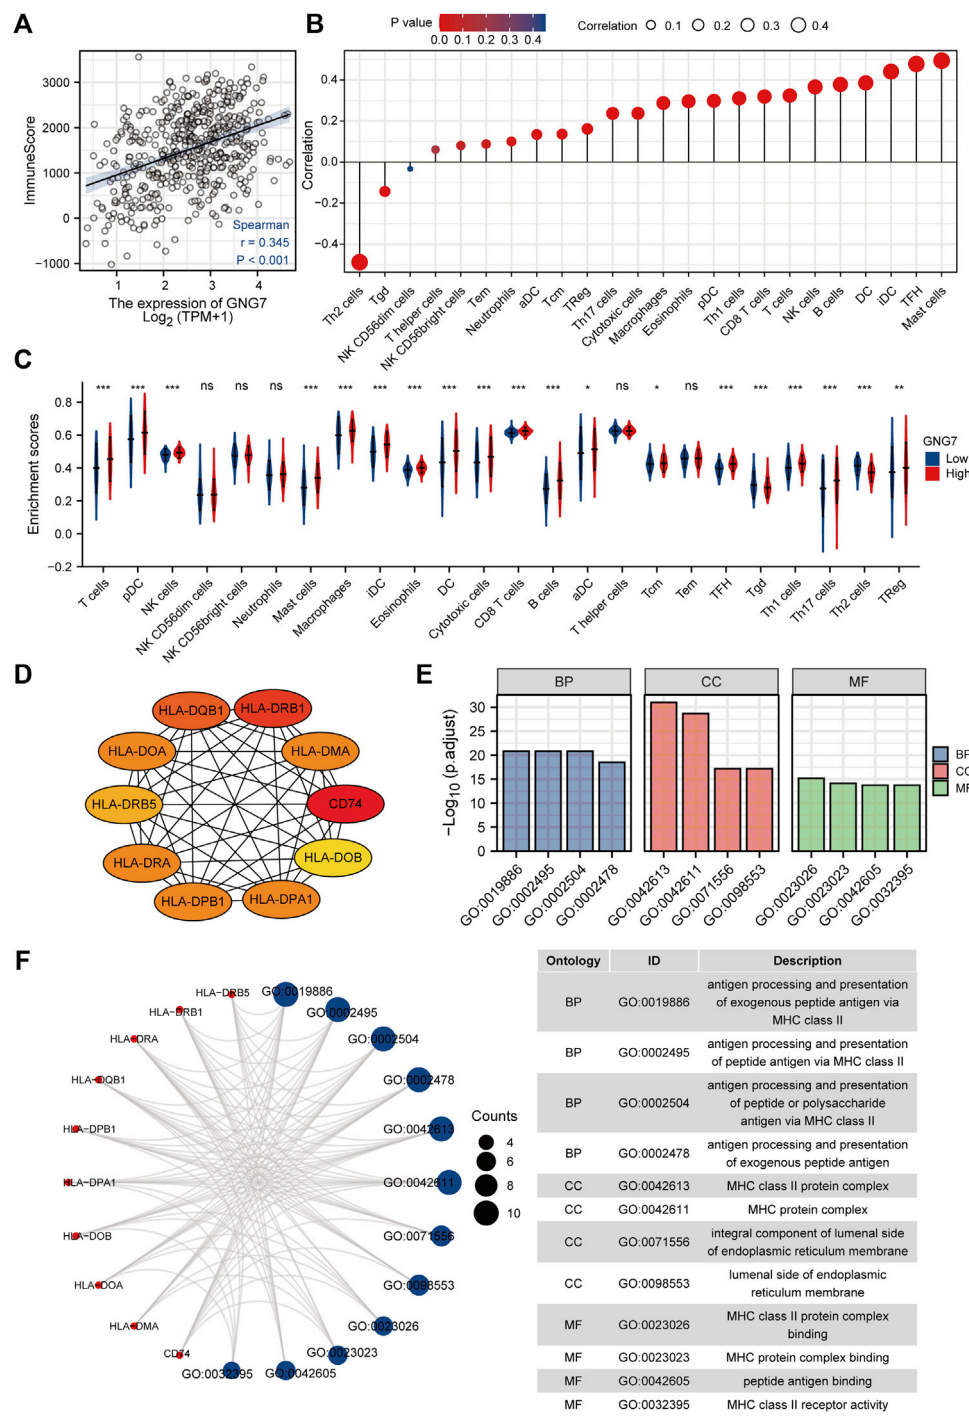 A
ImmuneScore
3000
2000
1000
0
−1000
Spearman
r = 0.345
P < 0.001
1 2 3 4
The expression of GNG7
Log2 (TPM+1)
B
P value
0.0 0.1 0.2 0.3 0.4
Correlation 0.1 0.2 0.3 0.4
Correlation
0.4
0.2
0.0
−0.2
−0.4
Th2 cells
Tgd
NK CD56dim cells
T helper cells
NK CD56bright cells
Tem
Neutrophils
aDC
Tcm
TReg
Th17 cells
Cytotoxic cells
Macrophages
Eosinophils
pDC
Th1 cells
CD8 T cells
T cells
NK cells
B cells
DC
iDC
TFH
Mast cells
C
Enrichment scores
0.8
0.6
0.4
0.2
0.0
−0.2
*** *** *** ns ns ns *** *** *** *** *** *** *** *** * ns * ns *** *** *** *** *** **
GNG7
Low
High
T cells
pDC
NK cells
NK CD56dim cells
NK CD56bright cells
Neutrophils
Mast cells
Macrophages
iDC
Eosinophils
DC
Cytotoxic cells
CD8 T cells
B cells
aDC
T helper cells
Tcm
Tem
TFH
Tgd
Th1 cells
Th17 cells
Th2 cells
TReg
D
HLA-DQB1
HLA-DRB1
HLA-DOA
HLA-DMA
HLA-DRB5
CD74
HLA-DRA
HLA-DOB
HLA-DPB1
HLA-DPA1
E
BP CC MF
−Log10 (p.adjust)
30
25
20
15
10
5
0
GO:0019886
GO:0002495
GO:0002504
GO:0002478
GO:0042613
GO:0042611
GO:0071556
GO:0098553
GO:0023026
GO:0023023
GO:0042605
GO:0032395
BP
CC
MF
F
HLA−DRB5
HLA−DRB1
HLA−DRA
HLA−DQB1
HLA−DPB1
HLA−DPA1
HLA−DOB
HLA−DOA
HLA−DMA
CD74
GO:0019886
GO:0002495
GO:0002504
GO:0002478
GO:0042613
GO:0042611
GO:0071556
GO:0098553
GO:0023026
GO:0023023
GO:0042605
GO:0032395
Counts
4
6
8
10
Ontology ID Description
BP GO:0019886 antigen processing and presentation
of exogenous peptide antigen via
MHC class II
BP GO:0002495 antigen processing and presentation
of peptide antigen via MHC class II
BP GO:0002504 antigen processing and presentation
of peptide or polysaccharide
antigen via MHC class II
BP GO:0002478 antigen processing and presentation
of exogenous peptide antigen
CC GO:0042613 MHC class II protein complex
CC GO:0042611 MHC protein complex
CC GO:0071556 integral component of lumenal side
of endoplasmic reticulum membrane
CC GO:0098553 lumenal side of endoplasmic
reticulum membrane
MF GO:0023026 MHC class II protein complex
binding
MF GO:0023023 MHC protein complex binding
MF GO:0042605 peptide antigen binding
MF GO:0032395 MHC class II receptor activity